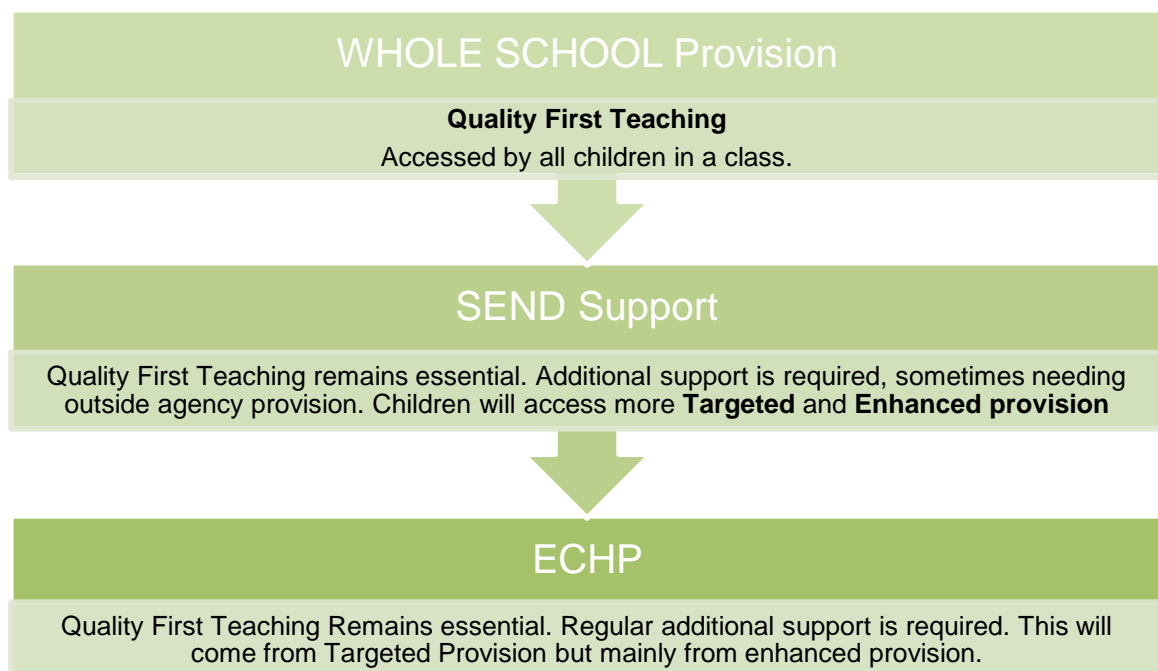 WHOLE SCHOOL Provision
Quality First Teaching
Accessed by all children in a class.
SEND Support
Quality First Teaching remains essential. Additional support is required, sometimes needing
outside agency provision. Children will access more Targeted and Enhanced provision
ECHP
Quality First Teaching Remains essential. Regular additional support is required. This will
come from Targeted Provision but mainly from enhanced provision.